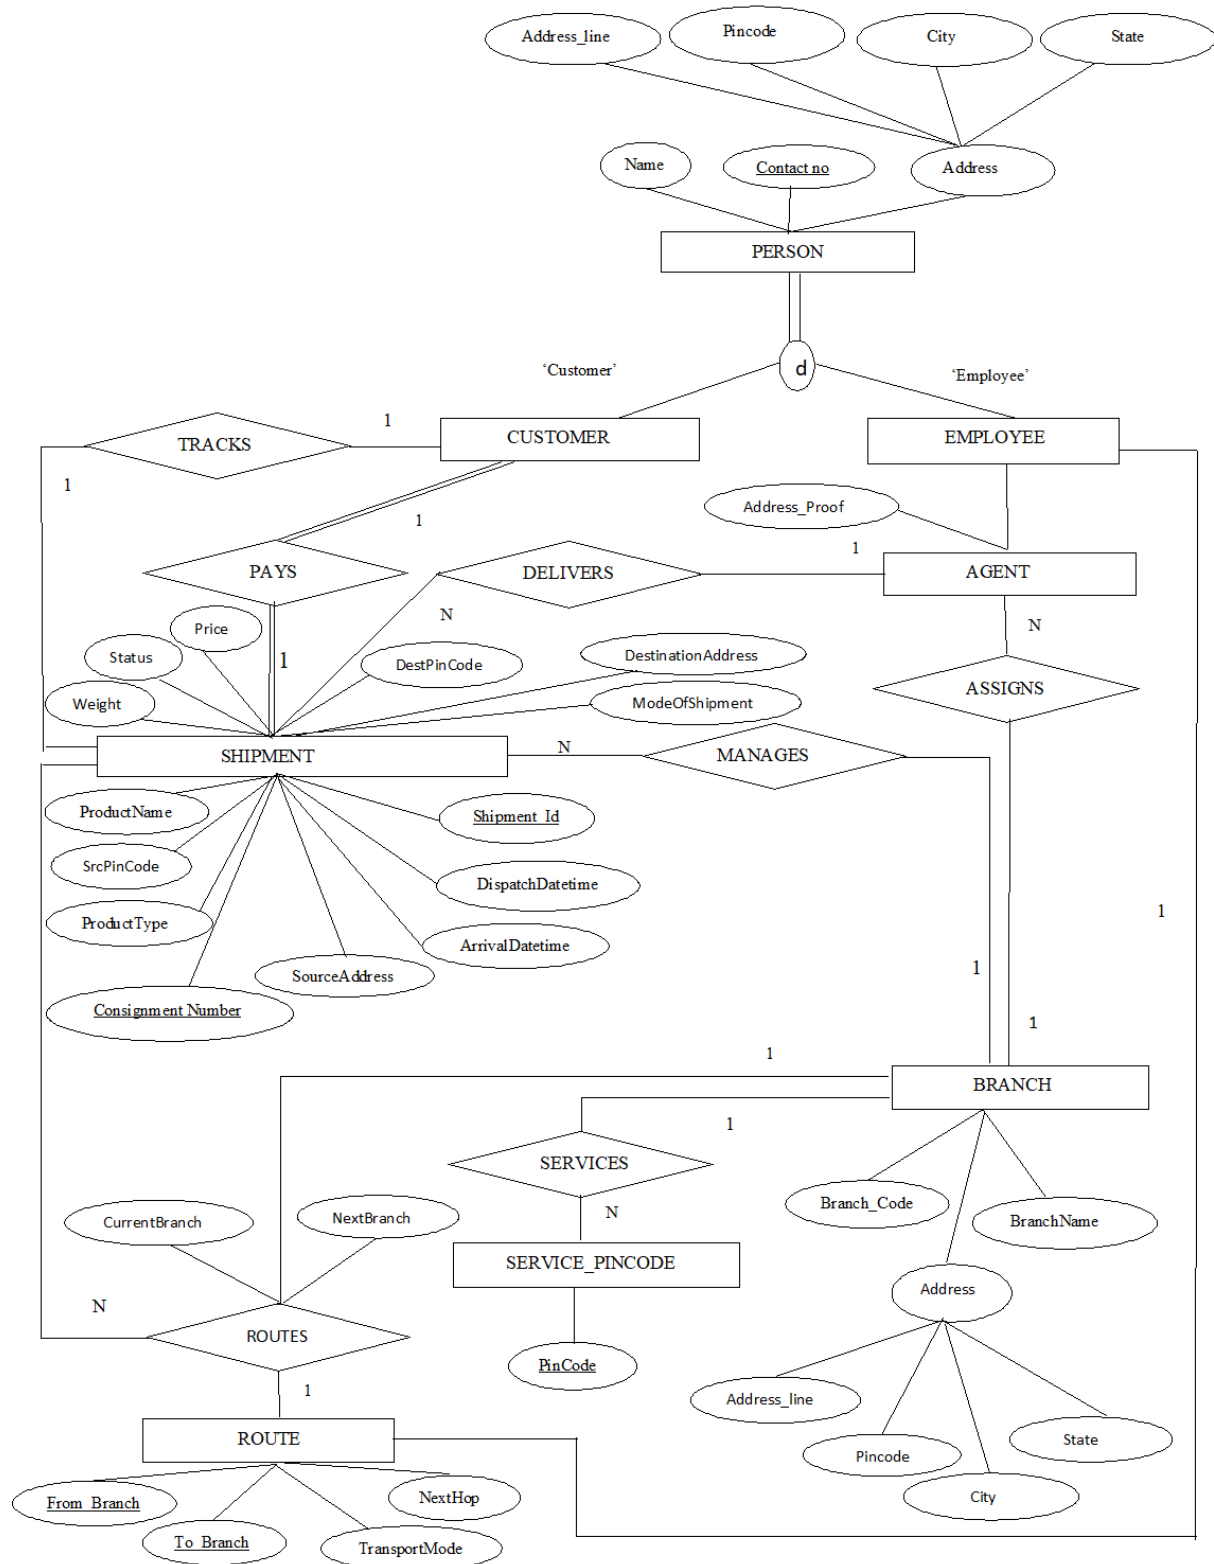 Address_line
Pincode
City
State
Name
Contact no
Address
PERSON
d
‘Customer’
‘Employee’
1
TRACKS
CUSTOMER
EMPLOYEE
1
Address_Proof
1
1
PAYS
DELIVERS
AGENT
N
N
Price
Status
1
DestPinCode
DestinationAddress
Weight
ModeOfShipment
ASSIGNS
SHIPMENT
N
MANAGES
ProductName
Shipment_Id
SrcPinCode
DispatchDatetime
ProductType
1
ArrivalDatetime
SourceAddress
1
Consignment Number
1
1
BRANCH
1
SERVICES
Branch_Code
N
CurrentBranch
NextBranch
BranchName
SERVICE_PINCODE
Address
N
ROUTES
PinCode
1
Address_line
ROUTE
State
Pincode
From_Branch
NextHop
City
To_Branch
TransportMode